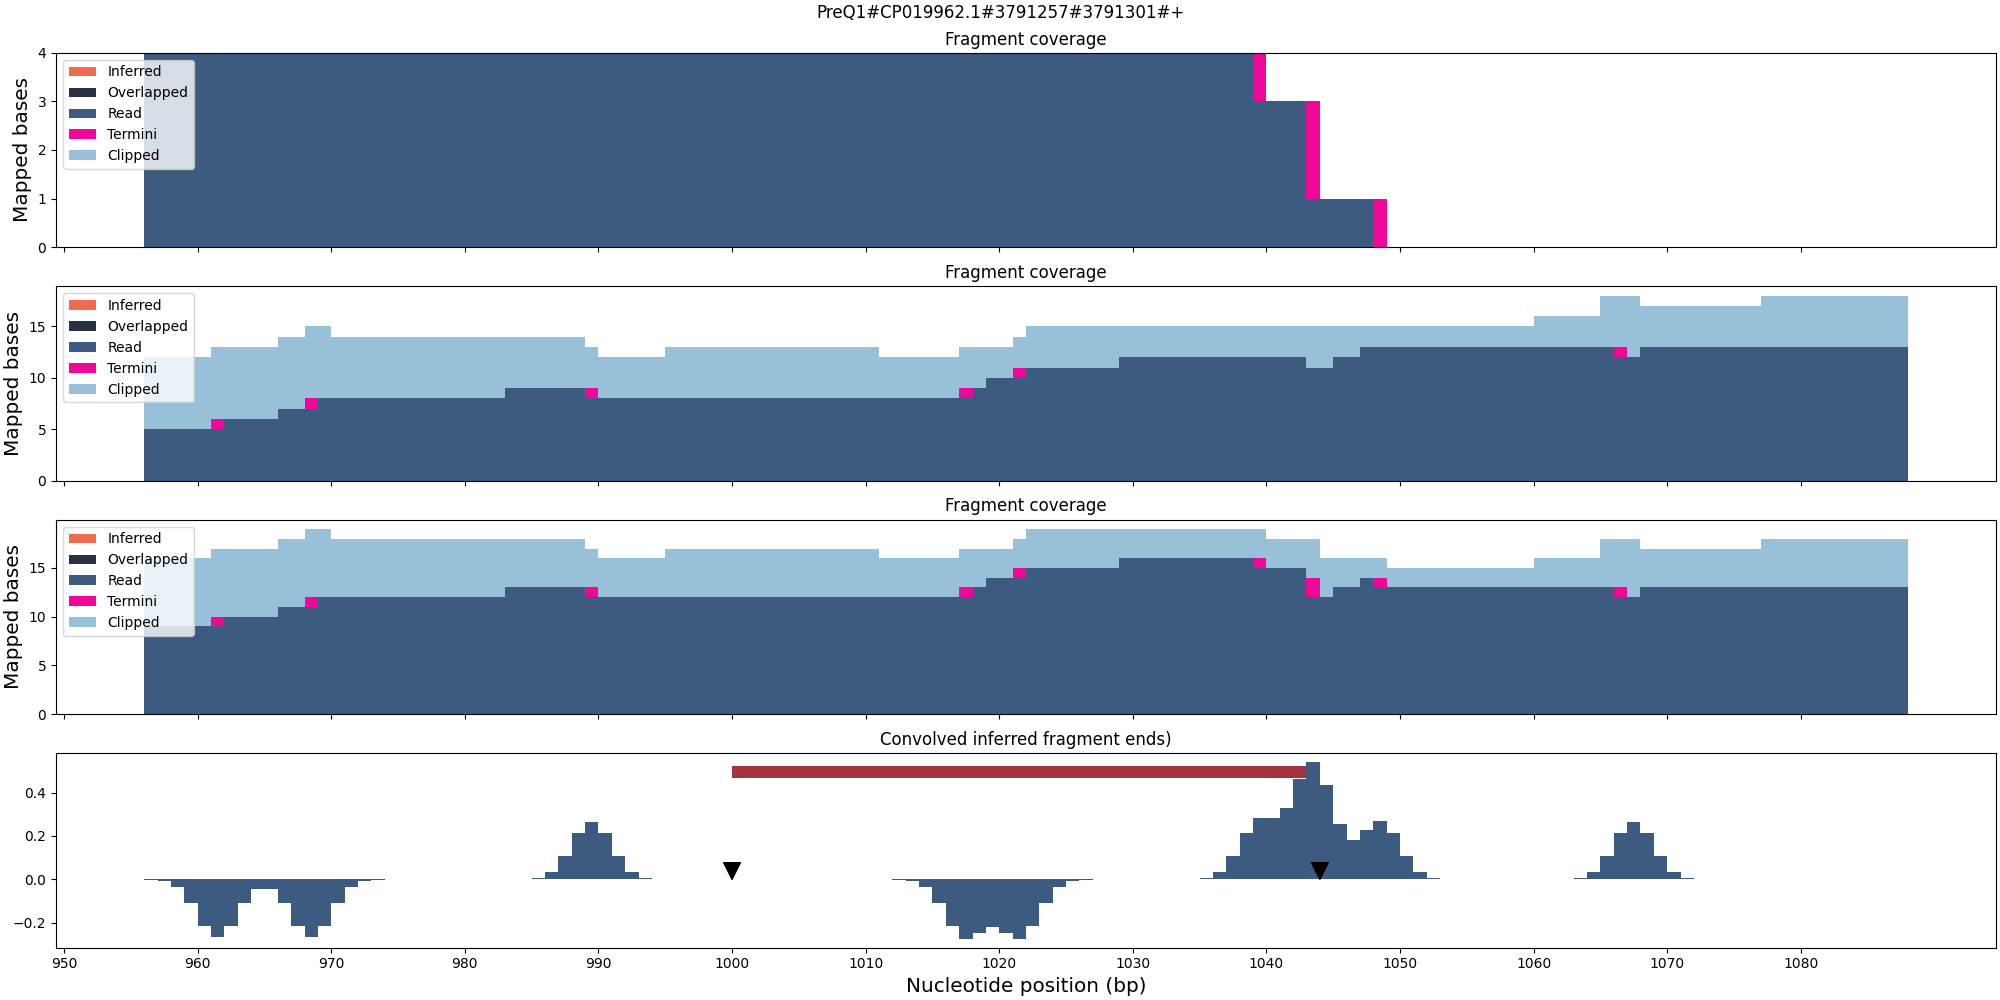 PreQ1#CP019962.1#3791257#3791301#+
Fragment coverage
Mapped bases
4
3
2
1
0
Inferred
Overlapped
Read
Termini
Clipped
Fragment coverage
Mapped bases
15
10
5
0
Inferred
Overlapped
Read
Termini
Clipped
Fragment coverage
Mapped bases
15
10
5
0
Inferred
Overlapped
Read
Termini
Clipped
Convolved inferred fragment ends)
0.4
0.2
0.0
−0.2
950 960 970 980 990 1000 1010 1020 1030 1040 1050 1060 1070 1080
Nucleotide position (bp)